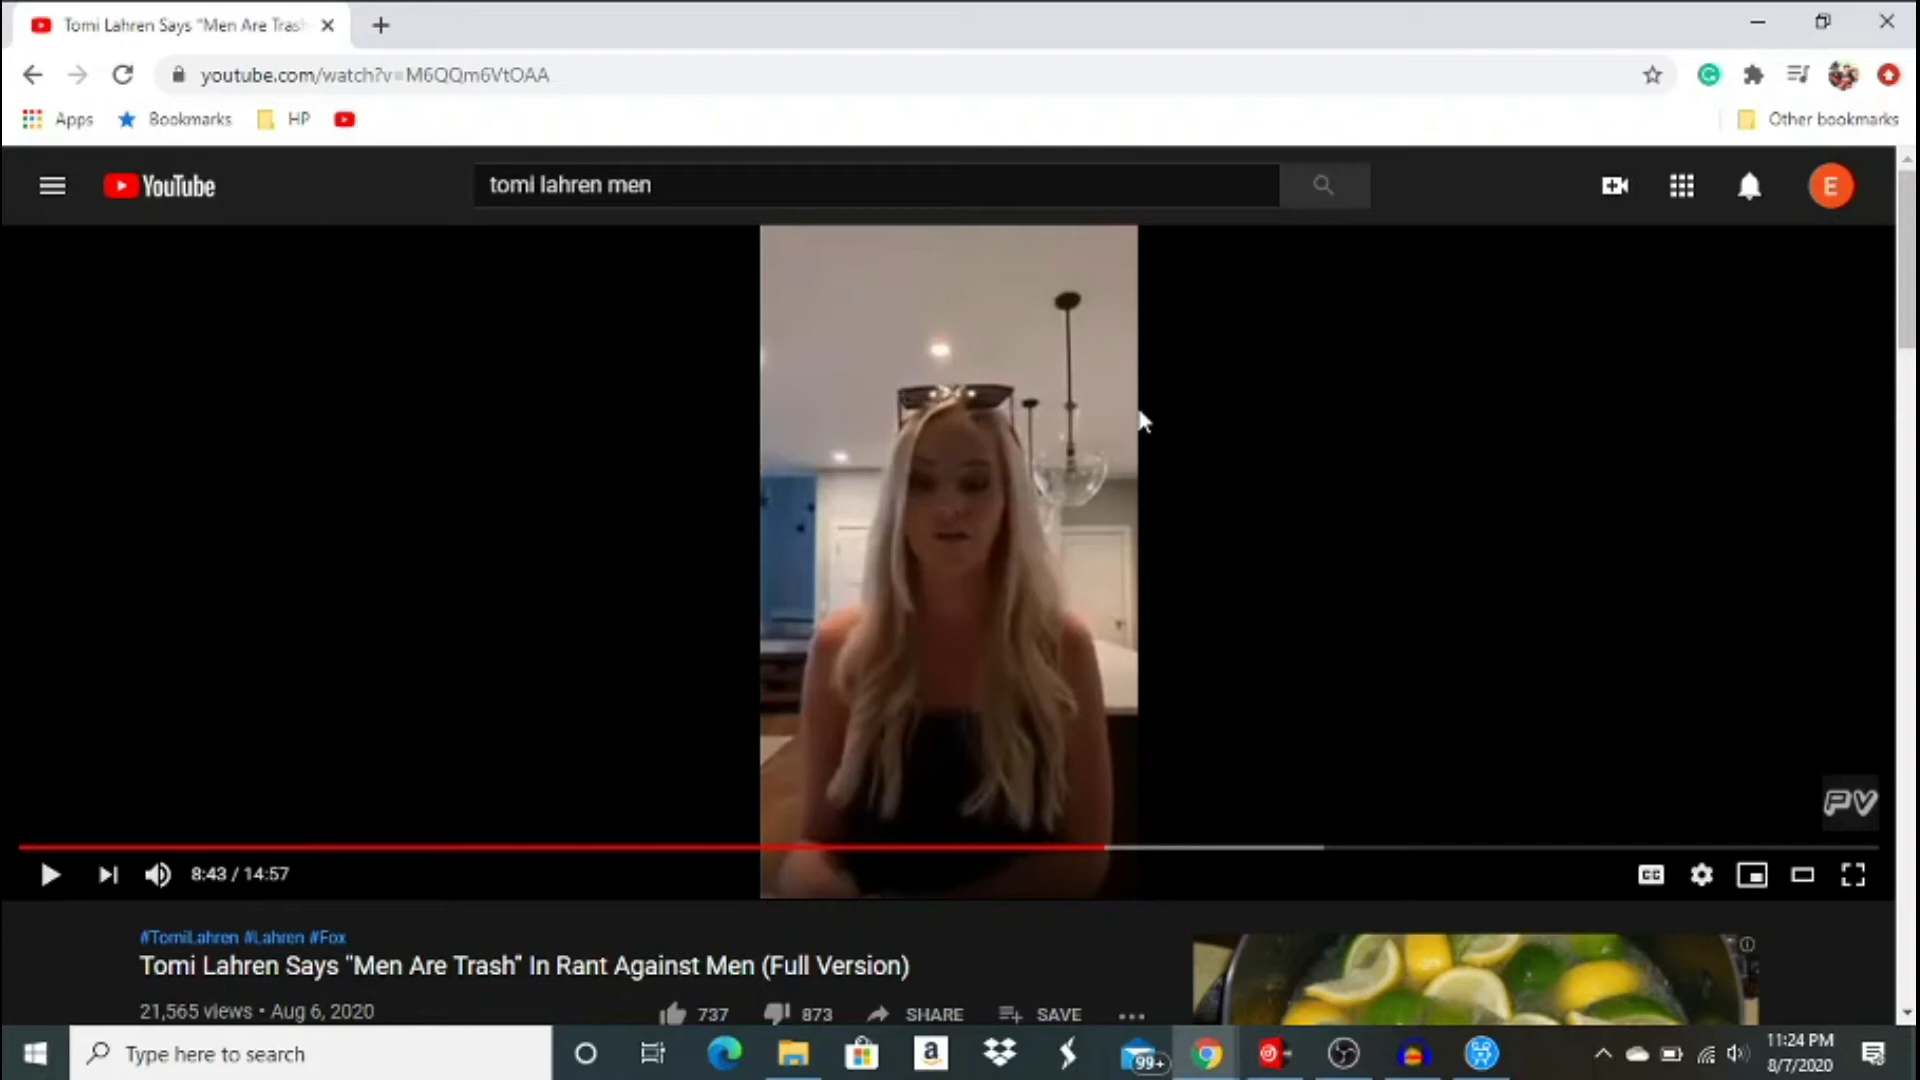 Tomi Lahren Says "Men Are Tras
youtube.com/watch?v=M6QQm6VtOAA
Apps
Bookmarks
HP
Other bookmarks
YouTube
tomi lahren men
E
PV
8:43 / 14:57
CC
#TomiLahren #Lahren #Fox
Tomi Lahren Says "Men Are Trash" In Rant Against Men (Full Version)
21,565 views • Aug 6, 2020
737
873
SHARE
SAVE
Type here to search
a
99+
11:24 PM
8/7/2020